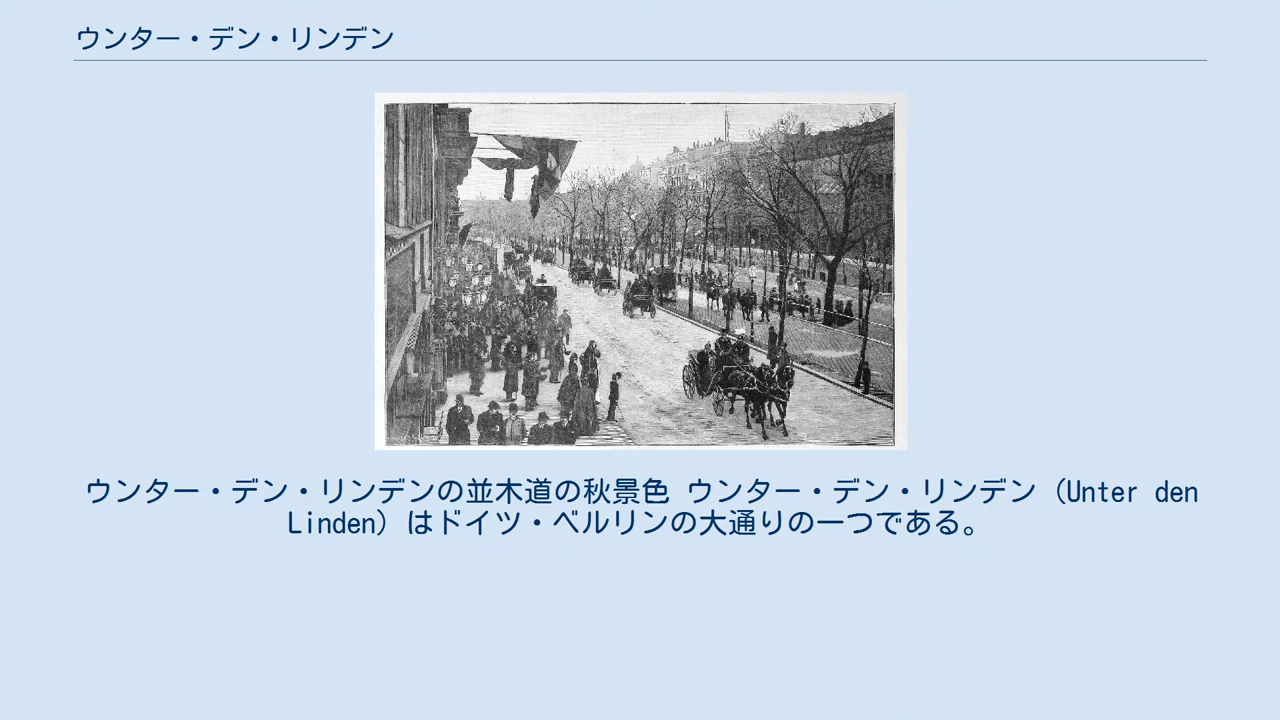 ウンター・デン・リンデン
ウンター・デン・リンデンの並木道の秋景色 ウンター・デン・リンデン（Unter den
Linden）はドイツ・ベルリンの大通りの一つである。